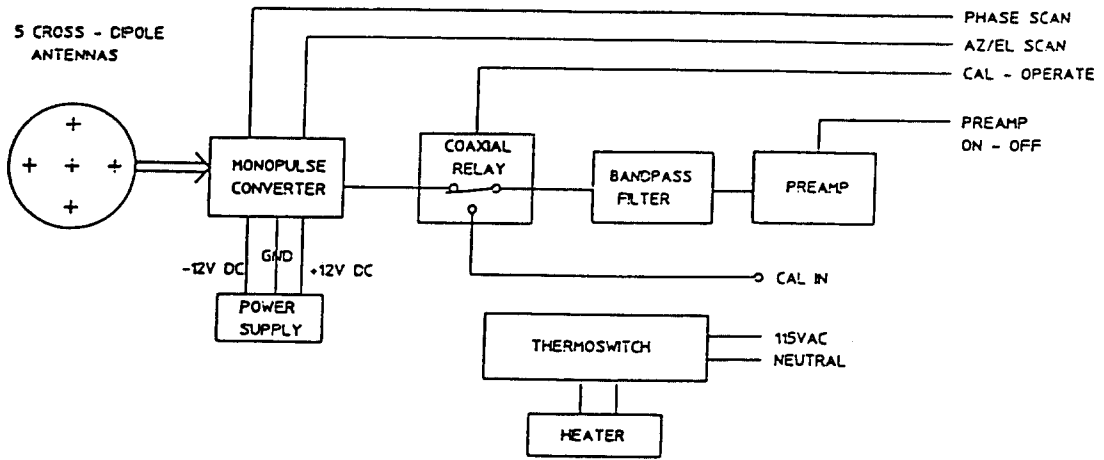 5 CROSS - DIPOLE
ANTENNAS
PHASE SCAN
AZ/EL SCAN
CAL - OPERATE
PREAMP
ON - OFF
MONOPULSE
CONVERTER
COAXIAL
RELAY
BANDPASS
FILTER
PREAMP
-12V DC
GND
+12V DC
POWER
SUPPLY
CAL IN
THERMOSWITCH
115VAC
NEUTRAL
HEATER